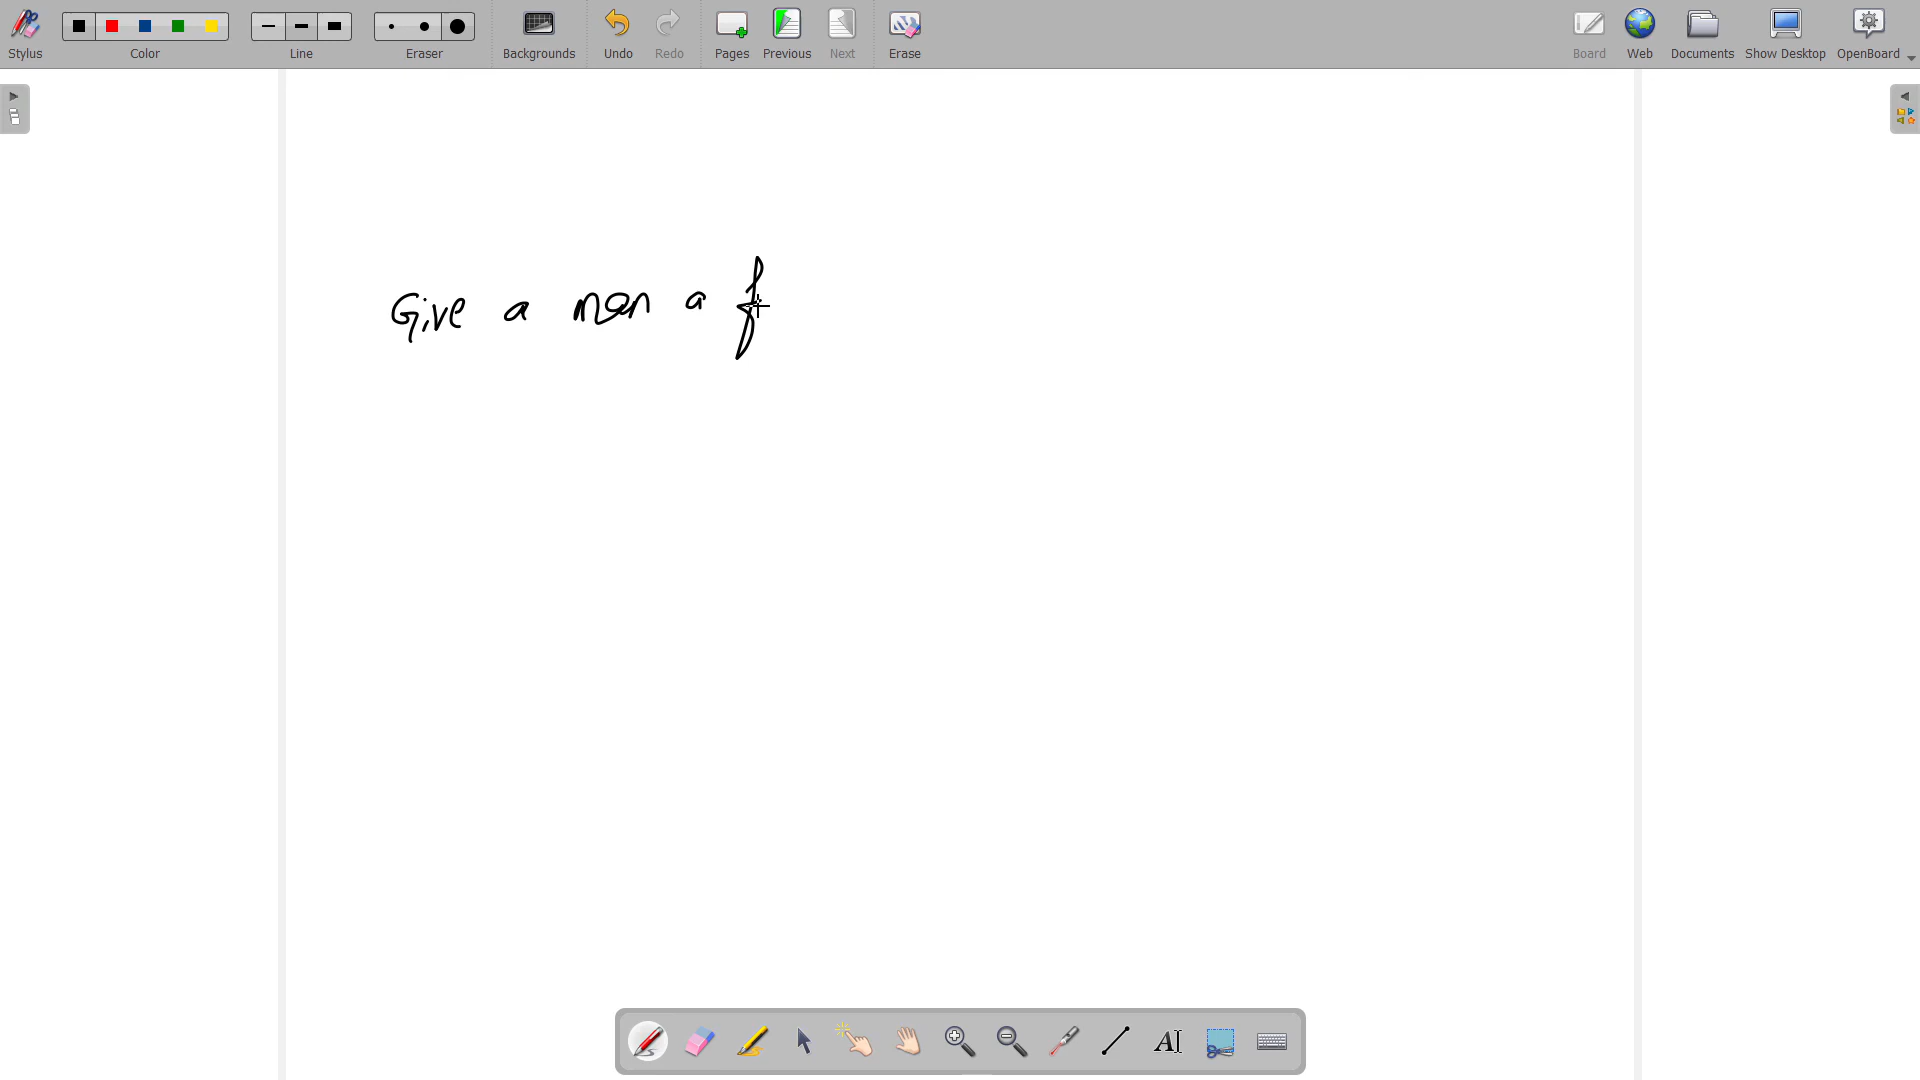 Stylus Color Line Eraser Backgrounds Undo Redo Pages Previous Next Erase Board Web Documents Show Desktop OpenBoard
Give a man a f